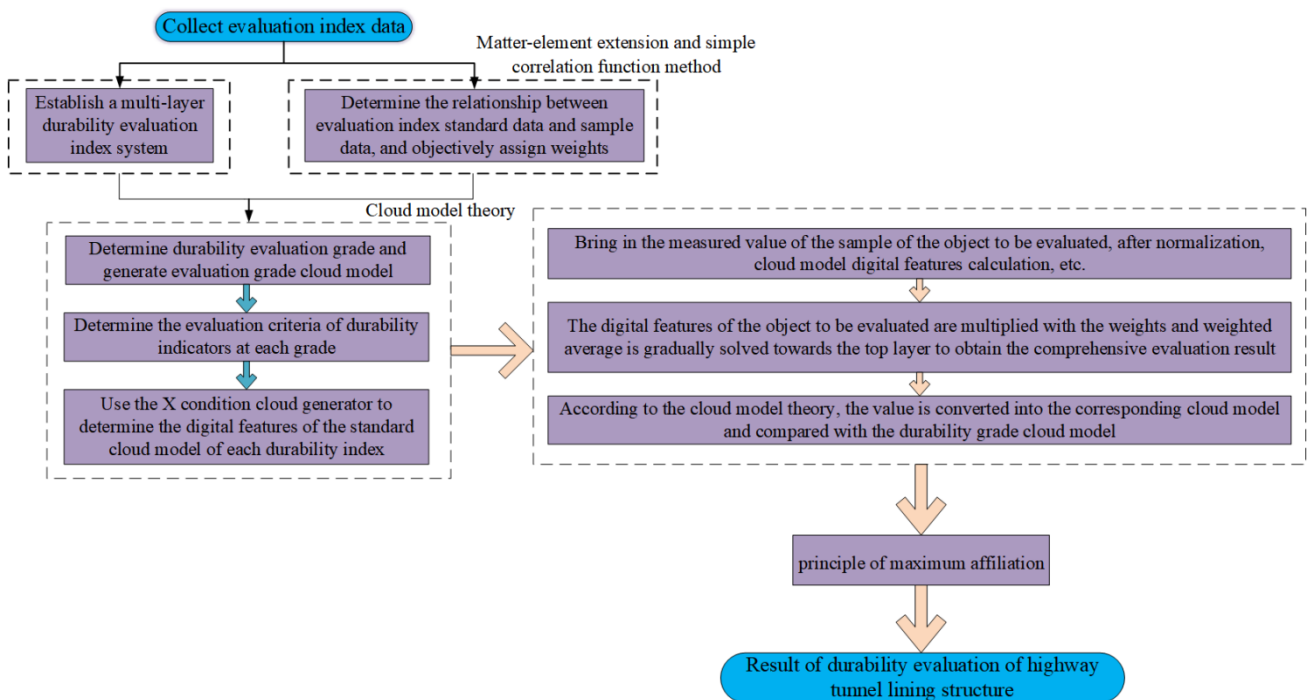 Collect evaluation index data
Matter-element extension and simple
correlation function method
Establish a multi-layer
durability evaluation
index system
Determine the relationship between
evaluation index standard data and sample
data, and objectively assign weights
Cloud model theory
Determine durability evaluation grade and
generate evaluation grade cloud model
Determine the evaluation criteria of durability
indicators at each grade
Use the X condition cloud generator to
determine the digital features of the standard
cloud model of each durability index
Bring in the measured value of the sample of the object to be evaluated, after normalization,
cloud model digital features calculation, etc.
The digital features of the object to be evaluated are multiplied with the weights and weighted
average is gradually solved towards the top layer to obtain the comprehensive evaluation result
According to the cloud model theory, the value is converted into the corresponding cloud model
and compared with the durability grade cloud model
principle of maximum affiliation
Result of durability evaluation of highway
tunnel lining structure